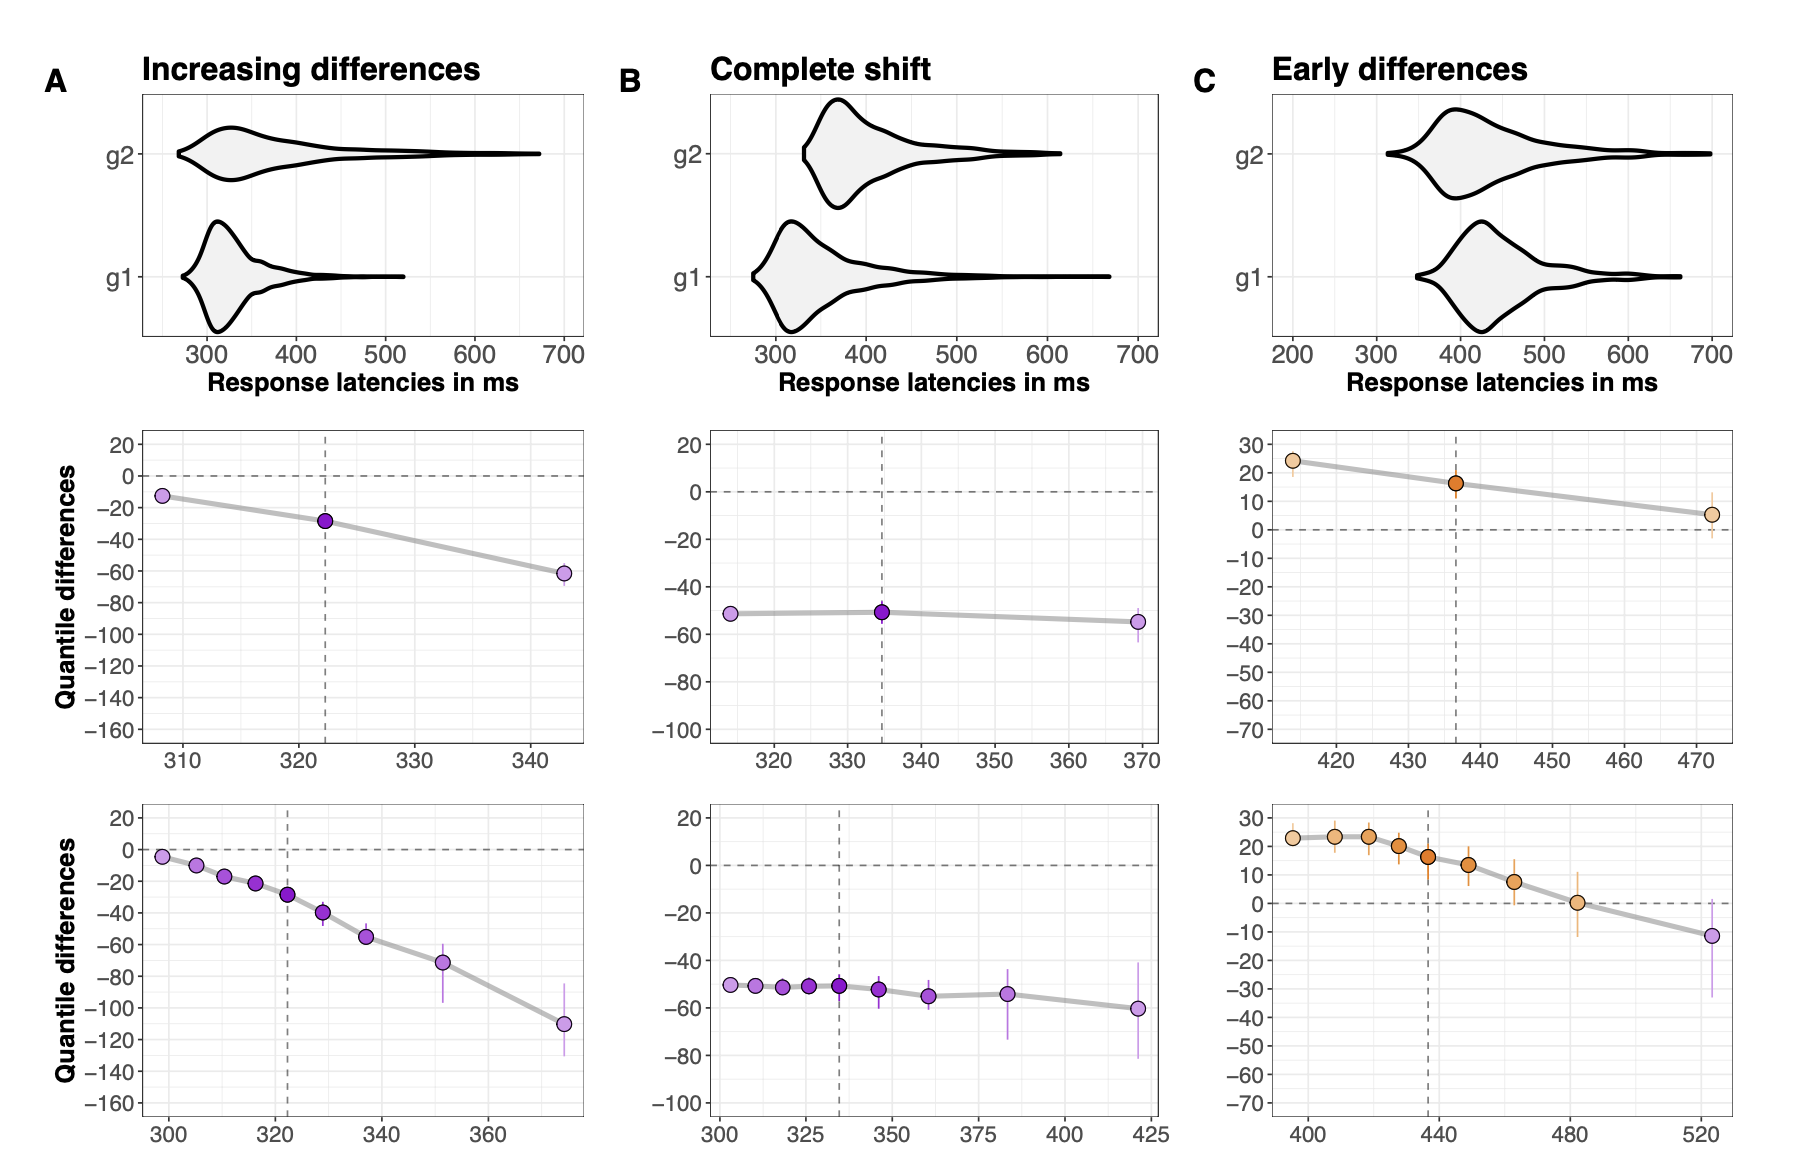 A Increasing differences B Complete shift C Early differences
g2 g2 g2
g1 g1 g1
300 400 500 600 700 300 400 500 600 700 200 300 400 500 600 700
Response latencies in ms Response latencies in ms Response latencies in ms
Quantile differences
20 0 −20 −40 −60 −80 −100 −120 −140 −160
310 320 330 340
20 0 −20 −40 −60 −80 −100
320 330 340 350 360 370
30 20 10 0 −10 −20 −30 −40 −50 −60 −70
420 430 440 450 460 470
Quantile differences
20 0 −20 −40 −60 −80 −100 −120 −140 −160
300 320 340 360
20 0 −20 −40 −60 −80 −100
300 325 350 375 400 425
30 20 10 0 −10 −20 −30 −40 −50 −60 −70
400 440 480 520